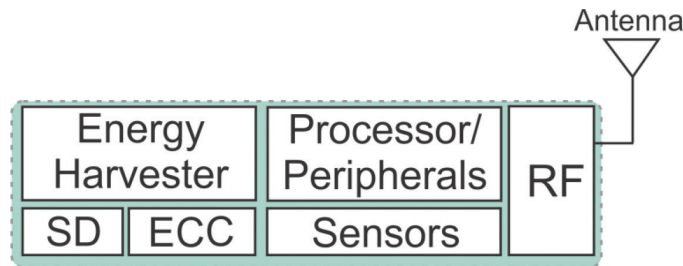 Antenna
Energy
Harvester
Processor/
Peripherals
RF
SD
ECC
Sensors